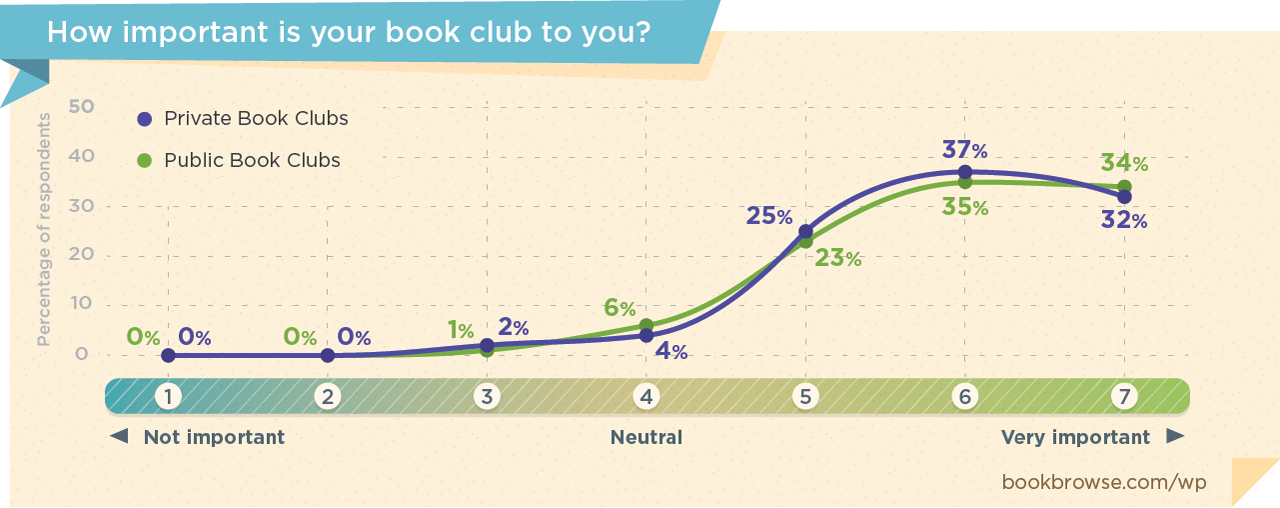 How important is your book club to you?
Percentage of respondents
50
40
30
20
10
0
Private Book Clubs
Public Book Clubs
0% 0%
0% 0%
1% 2%
6%
4%
25%
23%
37%
35%
34%
32%
1 2 3 4 5 6 7
Not important Neutral Very important
bookbrowse.com/wp